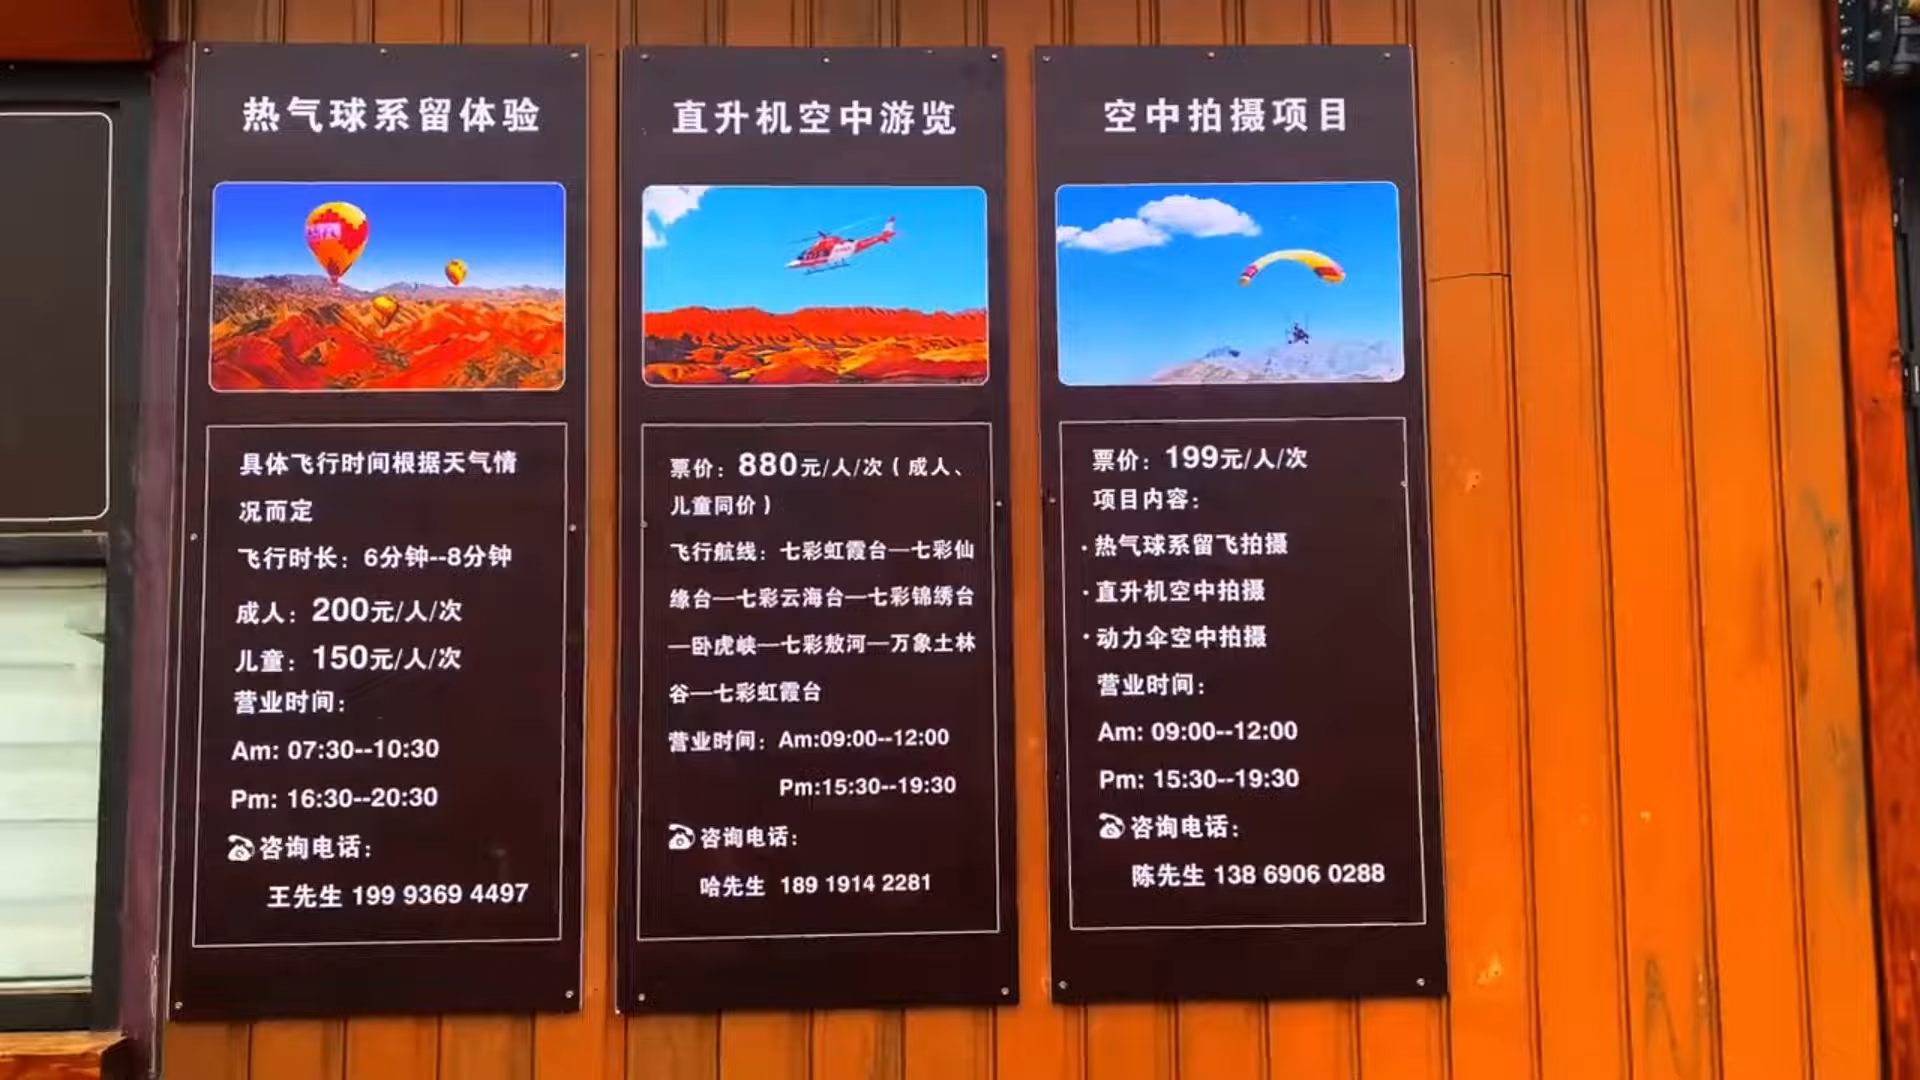 热气球系留体验
具体飞行时间根据天气情
况而定
飞行时长：6分钟--8分钟
成人：200元/人/次
儿童：150元/人/次
营业时间：
Am: 07:30--10:30
Pm: 16:30--20:30
咨询电话：
王先生 199 9369 4497
直升机空中游览
票价：880元/人/次（成人、
儿童同价）
飞行航线：七彩虹霞台—七彩仙
缘台—七彩云海台—七彩锦绣台
—卧虎峡—七彩敖河—万象土林
谷—七彩虹霞台
营业时间：Am:09:00--12:00
Pm:15:30--19:30
咨询电话：
哈先生 189 1914 2281
空中拍摄项目
票价：199元/人/次
项目内容：
·热气球系留飞拍摄
·直升机空中拍摄
·动力伞空中拍摄
营业时间：
Am: 09:00--12:00
Pm: 15:30--19:30
咨询电话：
陈先生 138 6906 0288